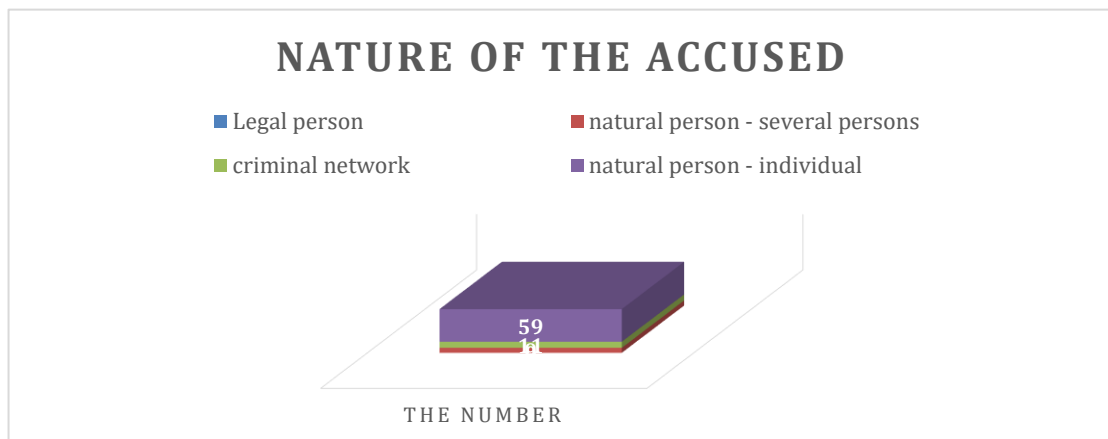 NATURE OF THE ACCUSED
Legal person
natural person - several persons
criminal network
natural person - individual
59
THE NUMBER